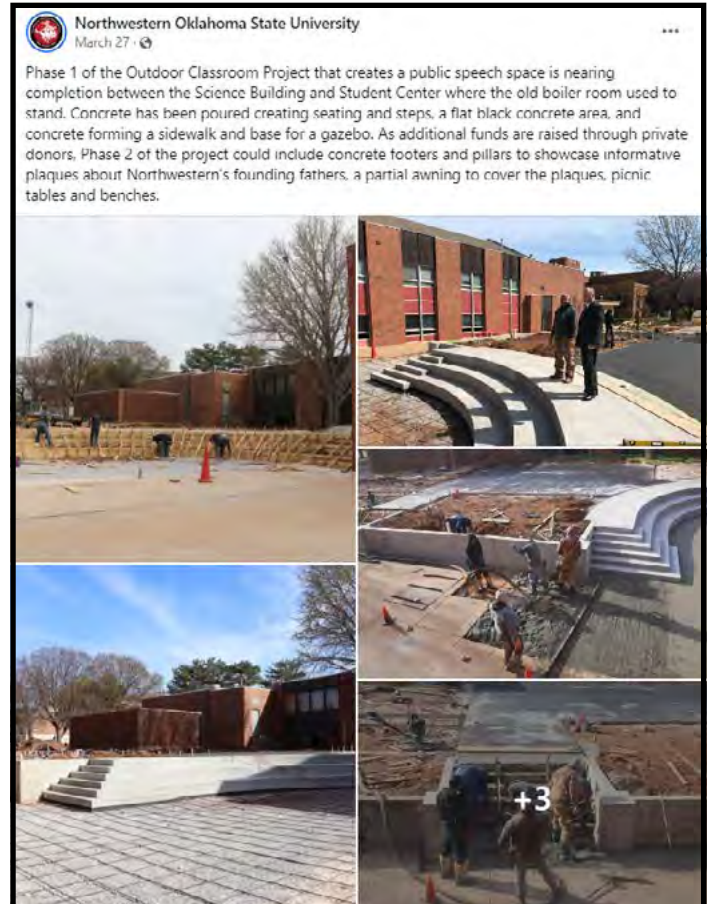 Northwestern Oklahoma State University
March 27 ·
Phase 1 of the Outdoor Classroom Project that creates a public speech space is nearing
completion between the Science Building and Student Center where the old boiler room used to
stand. Concrete has been poured creating seating and steps, a flat black concrete area, and
concrete forming a sidewalk and base for a gazebo. As additional funds are raised through private
donors, Phase 2 of the project could include concrete footers and pillars to showcase informative
plaques about Northwestern's founding fathers, a partial awning to cover the plaques, picnic
tables and benches.
+3